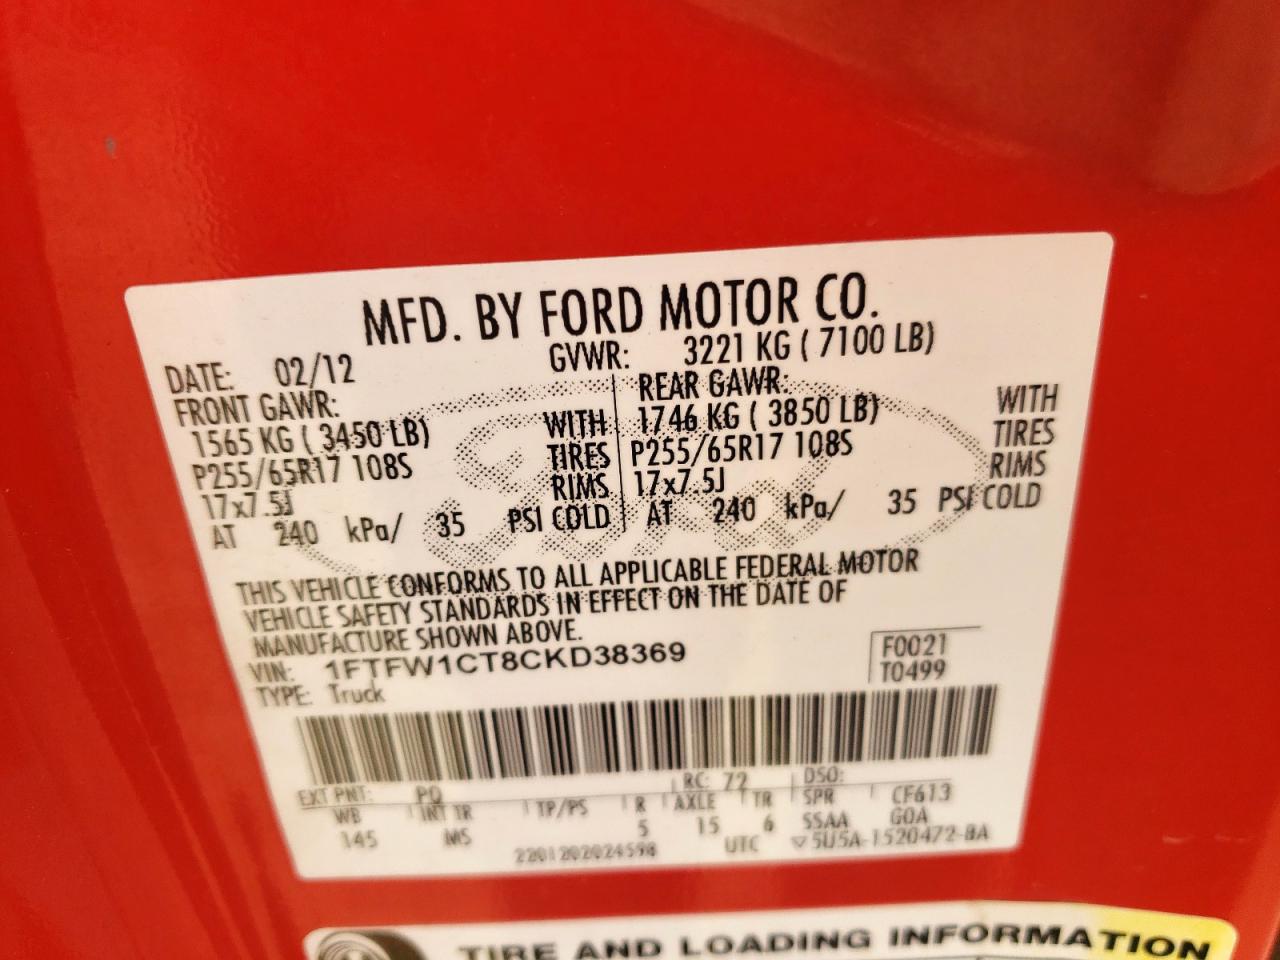 MFD. BY FORD MOTOR CO.
DATE: 02/12 GVWR: 3221 KG ( 7100 LB)
FRONT GAWR: REAR GAWR:
1565 KG ( 3450 LB) WITH 1746 KG ( 3850 LB) WITH
P255/65R17 108S TIRES P255/65R17 108S TIRES
17x7.5J RIMS 17x7.5J RIMS
AT 240 kPa/ 35 PSI COLD AT 240 kPa/ 35 PSI COLD
THIS VEHICLE CONFORMS TO ALL APPLICABLE FEDERAL MOTOR
VEHICLE SAFETY STANDARDS IN EFFECT ON THE DATE OF
MANUFACTURE SHOWN ABOVE.
VIN: 1FTFW1CT8CKD38369 F0021
TYPE: Truck T0499
EXT PNT: PQ RC: 72 DSO:
WB INT TR TP/PS R AXLE TR SPR CF613
145 MS 5 15 6 SSAA GOA
2201202024598 UTC ▽5U5A-1520472-BA
TIRE AND LOADING INFORMATION